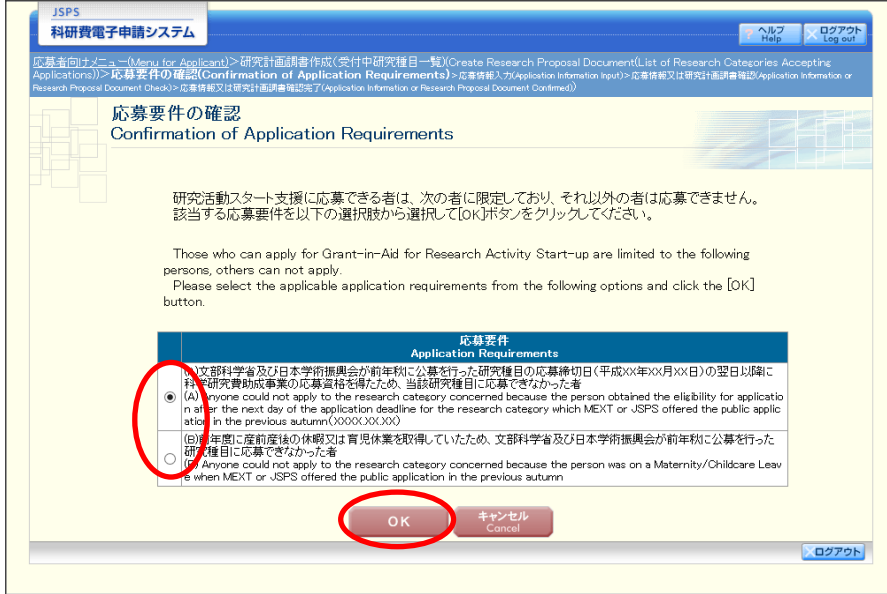 JSPS
科研費電子申請システム
ヘルプ
Help
ログアウト
Log out
応募者向けメニュー(Menu for Applicant)>研究計画調書作成(受付中研究種目一覧)(Create Research Proposal Document(List of Research Categories Accepting
Applications))>応募要件の確認(Confirmation of Application Requirements)>応募情報入力(Application Information Input)>応募情報又は研究計画調書確認(Application Information or
Research Proposal Document Check)>応募情報又は研究計画調書確認完了(Application Information or Research Proposal Document Confirmed))
応募要件の確認
Confirmation of Application Requirements
研究活動スタート支援に応募できる者は、次の者に限定しており、それ以外の者は応募できません。
該当する応募要件を以下の選択肢から選択して[OK]ボタンをクリックしてください。
Those who can apply for Grant-in-Aid for Research Activity Start-up are limited to the following
persons, others can not apply.
Please select the applicable application requirements from the following options and click the [OK]
button.
応募要件
Application Requirements
(A)文部科学省及び日本学術振興会が前年秋に公募を行った研究種目の応募締切日(平成XX年XX月XX日)の翌日以降に
科学研究費助成事業の応募資格を得たため、当該研究種目に応募できなかった者
(A) Anyone could not apply to the research category concerned because the person obtained the eligibility for applicatio
n after the next day of the application deadline for the research category which MEXT or JSPS offered the public applic
ation in the previous autumn(XXXX.XX.XX)
(B)前年度に産前産後の休暇又は育児休業を取得していたため、文部科学省及び日本学術振興会が前年秋に公募を行った
研究種目に応募できなかった者
(B) Anyone could not apply to the research category concerned because the person was on a Maternity/Childcare Leav
e when MEXT or JSPS offered the public application in the previous autumn
OK
キャンセル
Cancel
ログアウト